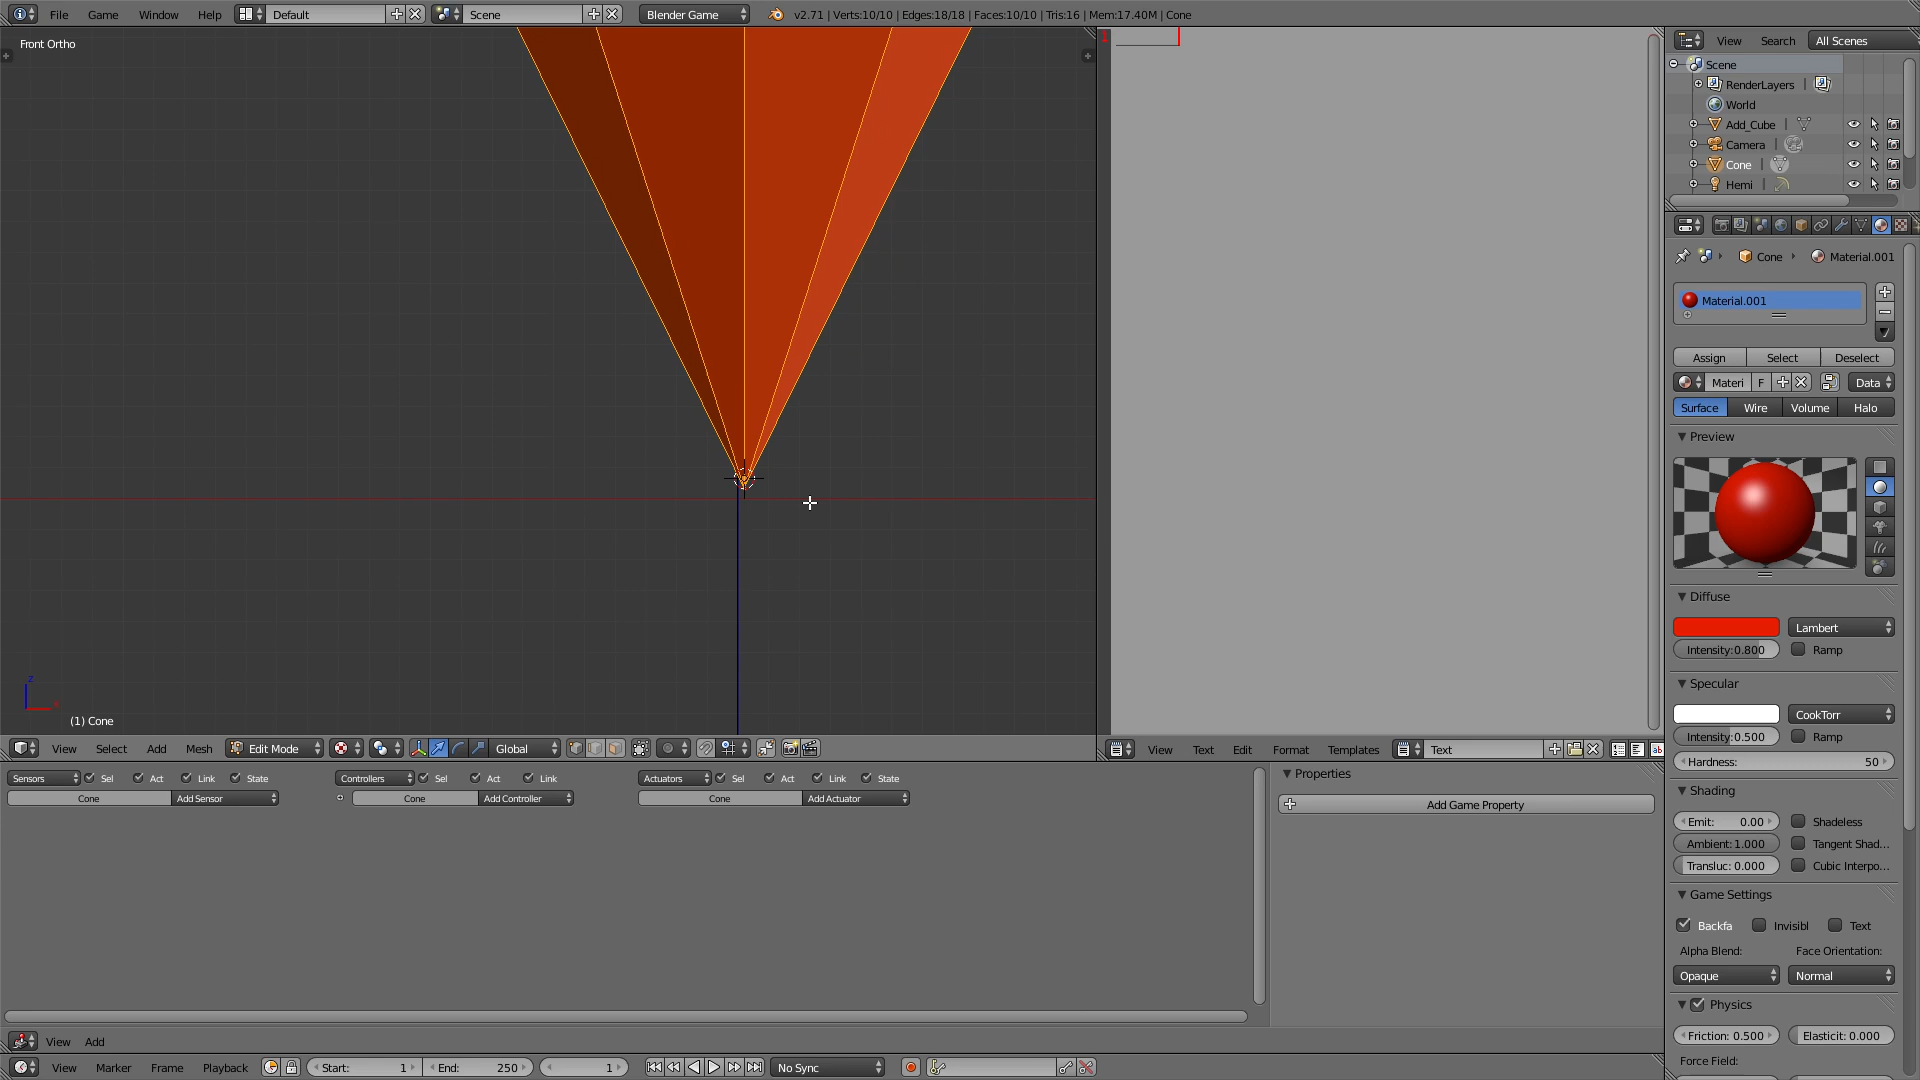 File Game Window Help Default Scene Blender Game v2.71 | Verts:10/10 | Edges:18/18 | Faces:10/10 | Tris:16 | Mem:17.40M | Cone
Front Ortho
1
View Search All Scenes
Scene
RenderLayers
World
Add_Cube
Camera
Cone
Hemi
Cone Material.001
Material.001
Assign Select Deselect
Materi F Data
Surface Wire Volume Halo
Preview
Diffuse
Lambert
Intensity:0.800 Ramp
Specular
CookTorr
Intensity:0.500 Ramp
Hardness: 50
Shading
Emit: 0.00 Shadeless
Ambient: 1.000 Tangent Shad...
Transluc: 0.000 Cubic Interpo...
Game Settings
Backfa Invisibl Text
Alpha Blend: Face Orientation:
Opaque Normal
Physics
Friction: 0.500 Elasticit: 0.000
Force Field:
z
x
(1) Cone
View Select Add Mesh Edit Mode Global
View Text Edit Format Templates Text
Sensors Sel Act Link State Controllers Sel Act Link Actuators Sel Act Link State
Cone Add Sensor Cone Add Controller Cone Add Actuator
Properties
Add Game Property
View Add
View Marker Frame Playback Start: 1 End: 250 1 No Sync